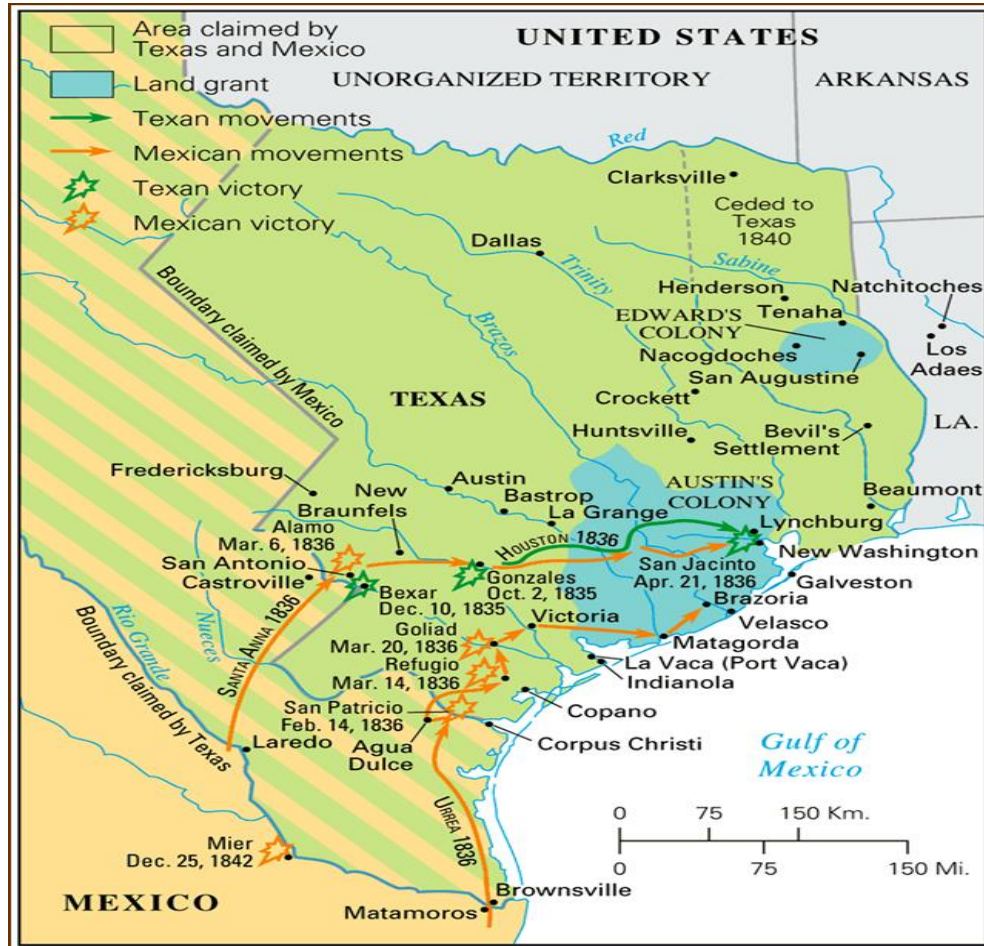 Area claimed by
Texas and Mexico
Land grant
Texan movements
Mexican movements
Texan victory
Mexican victory
UNITED STATES
UNORGANIZED TERRITORY
ARKANSAS
Red
Clarksville
Ceded to
Texas
1840
Dallas
Trinity
Sabine
Henderson
Natchitoches
Tenaha
EDWARD'S
COLONY
Nacogdoches
Los
Adaes
San Augustine
Brazos
Boundary claimed by Mexico
TEXAS
Crockett
LA.
Huntsville
Bevil's
Settlement
Fredericksburg
Austin
New
Braunfels
Bastrop
La Grange
AUSTIN'S
COLONY
Beaumont
Alamo
Mar. 6, 1836
HOUSTON 1836
Lynchburg
New Washington
San Antonio
Castroville
Gonzales
Oct. 2, 1835
San Jacinto
Apr. 21, 1836
Galveston
Bexar
Dec. 10, 1835
Brazoria
Velasco
Victoria
Goliad
Mar. 20, 1836
Matagorda
Rio Grande
Nueces
SANTA ANNA 1836
Refugio
Mar. 14, 1836
La Vaca (Port Vaca)
Indianola
Boundary claimed by Texas
San Patricio
Feb. 14, 1836
Copano
Laredo
Agua
Dulce
Corpus Christi
Gulf of
Mexico
URREA 1836
0 75 150 Km.
0 75 150 Mi.
Mier
Dec. 25, 1842
MEXICO
Brownsville
Matamoros